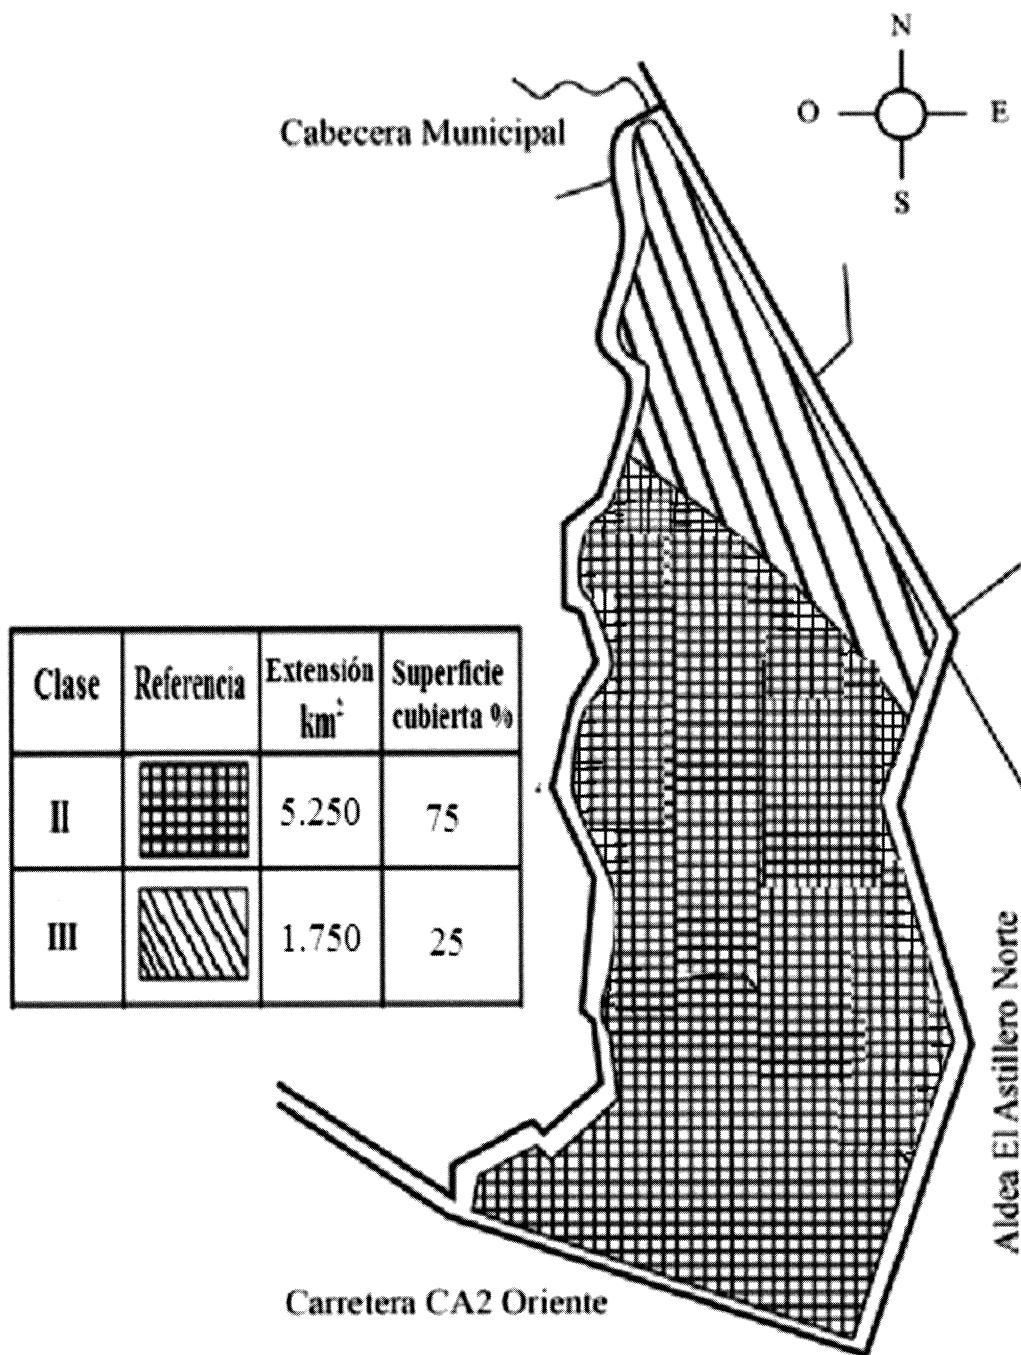 N
O E
S
Cabecera Municipal
Clase Referencia Extensión km² Superficie cubierta %
II 5.250 75
III 1.750 25
Aldea El Astillero Norte
Carretera CA2 Oriente